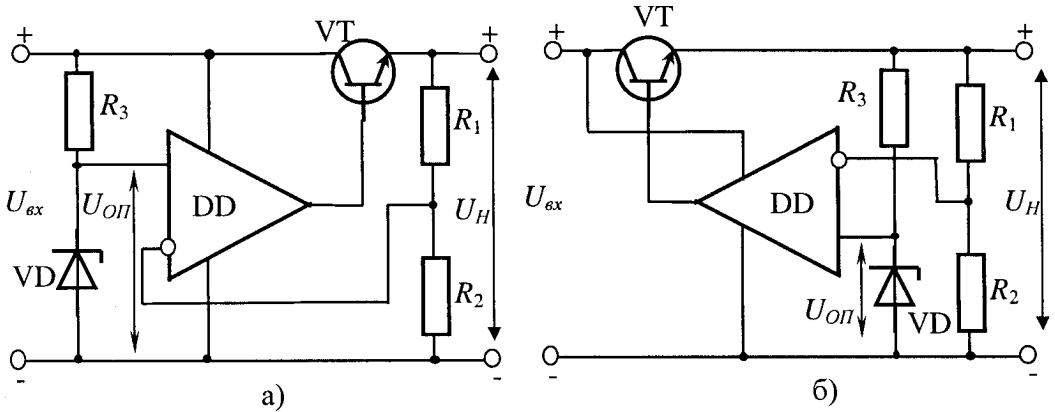 VT
+
+
R3
R1
DD
Uвх
UОП
UН
VD
R2
-
-
а)
VT
+
+
R3
R1
DD
Uвх
UН
R2
UОП
VD
-
-
б)